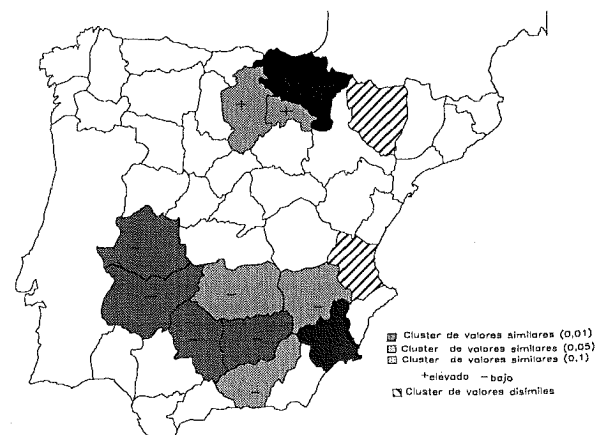 Cluster de valores similares (0,01)
Cluster de valores similares (0,05)
Cluster de valores similares (0,1)
+elevado −bajo
Cluster de valores disímiles